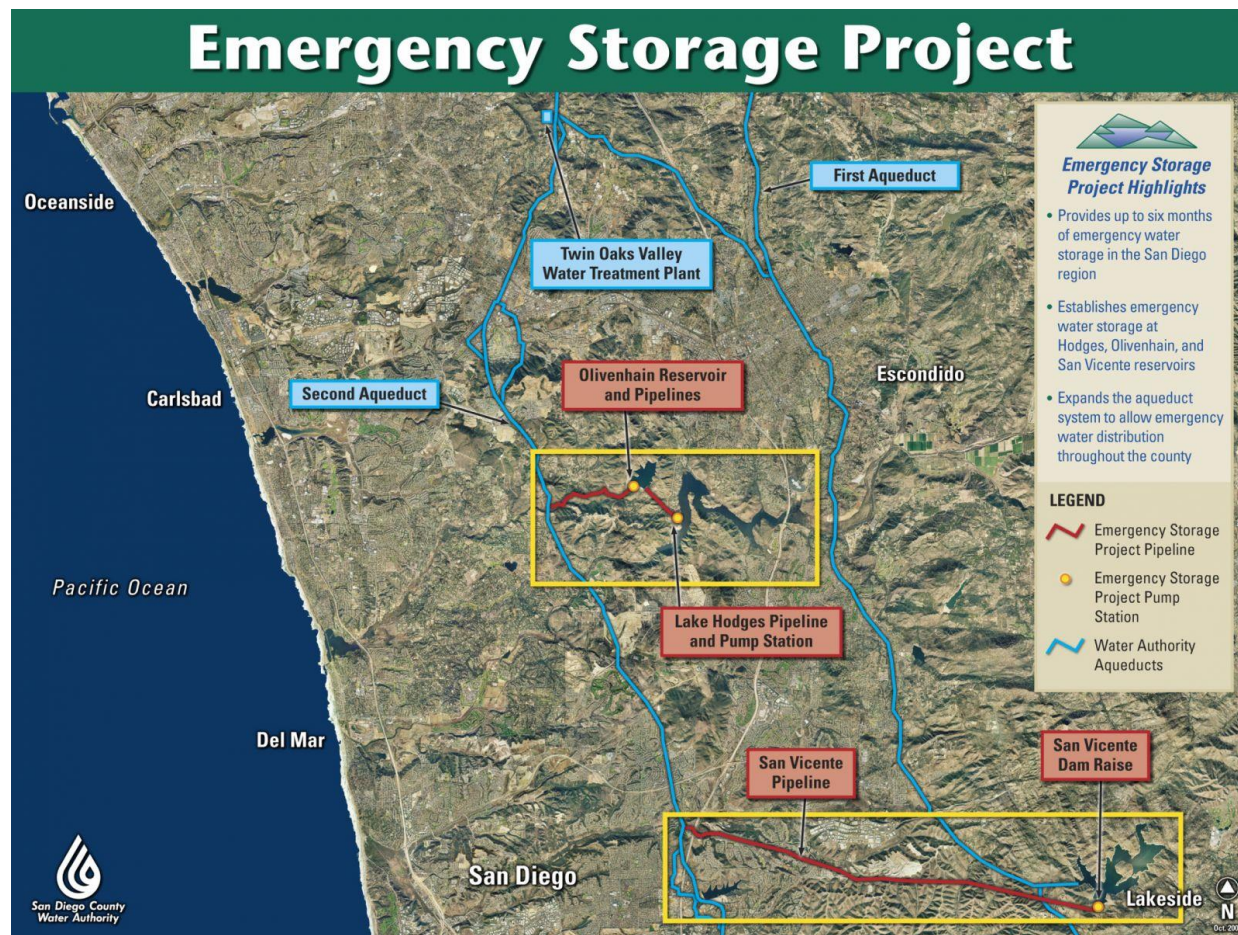 Emergency Storage Project
Oceanside
Carlsbad
Pacific Ocean
Del Mar
San Diego
Escondido
Lakeside
First Aqueduct
Twin Oaks Valley
Water Treatment Plant
Second Aqueduct
Olivenhain Reservoir
and Pipelines
Lake Hodges Pipeline
and Pump Station
San Vicente
Pipeline
San Vicente
Dam Raise
Emergency Storage
Project Highlights
• Provides up to six months
of emergency water
storage in the San Diego
region
• Establishes emergency
water storage at
Hodges, Olivenhain, and
San Vicente reservoirs
• Expands the aqueduct
system to allow emergency
water distribution
throughout the county
LEGEND
Emergency Storage
Project Pipeline
Emergency Storage
Project Pump
Station
Water Authority
Aqueducts
San Diego County
Water Authority
N
Oct.